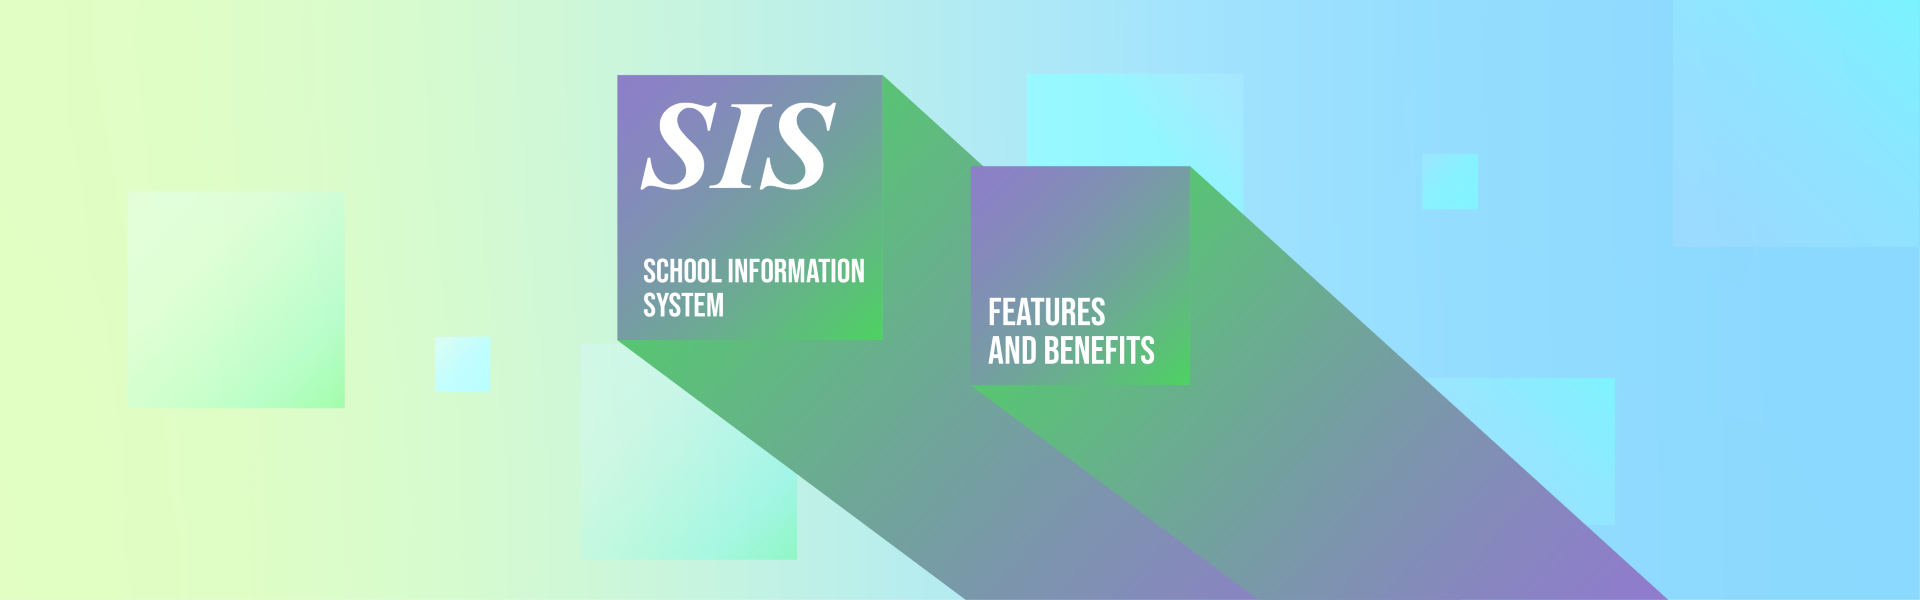 SIS
SCHOOL INFORMATION
SYSTEM
FEATURES
AND BENEFITS